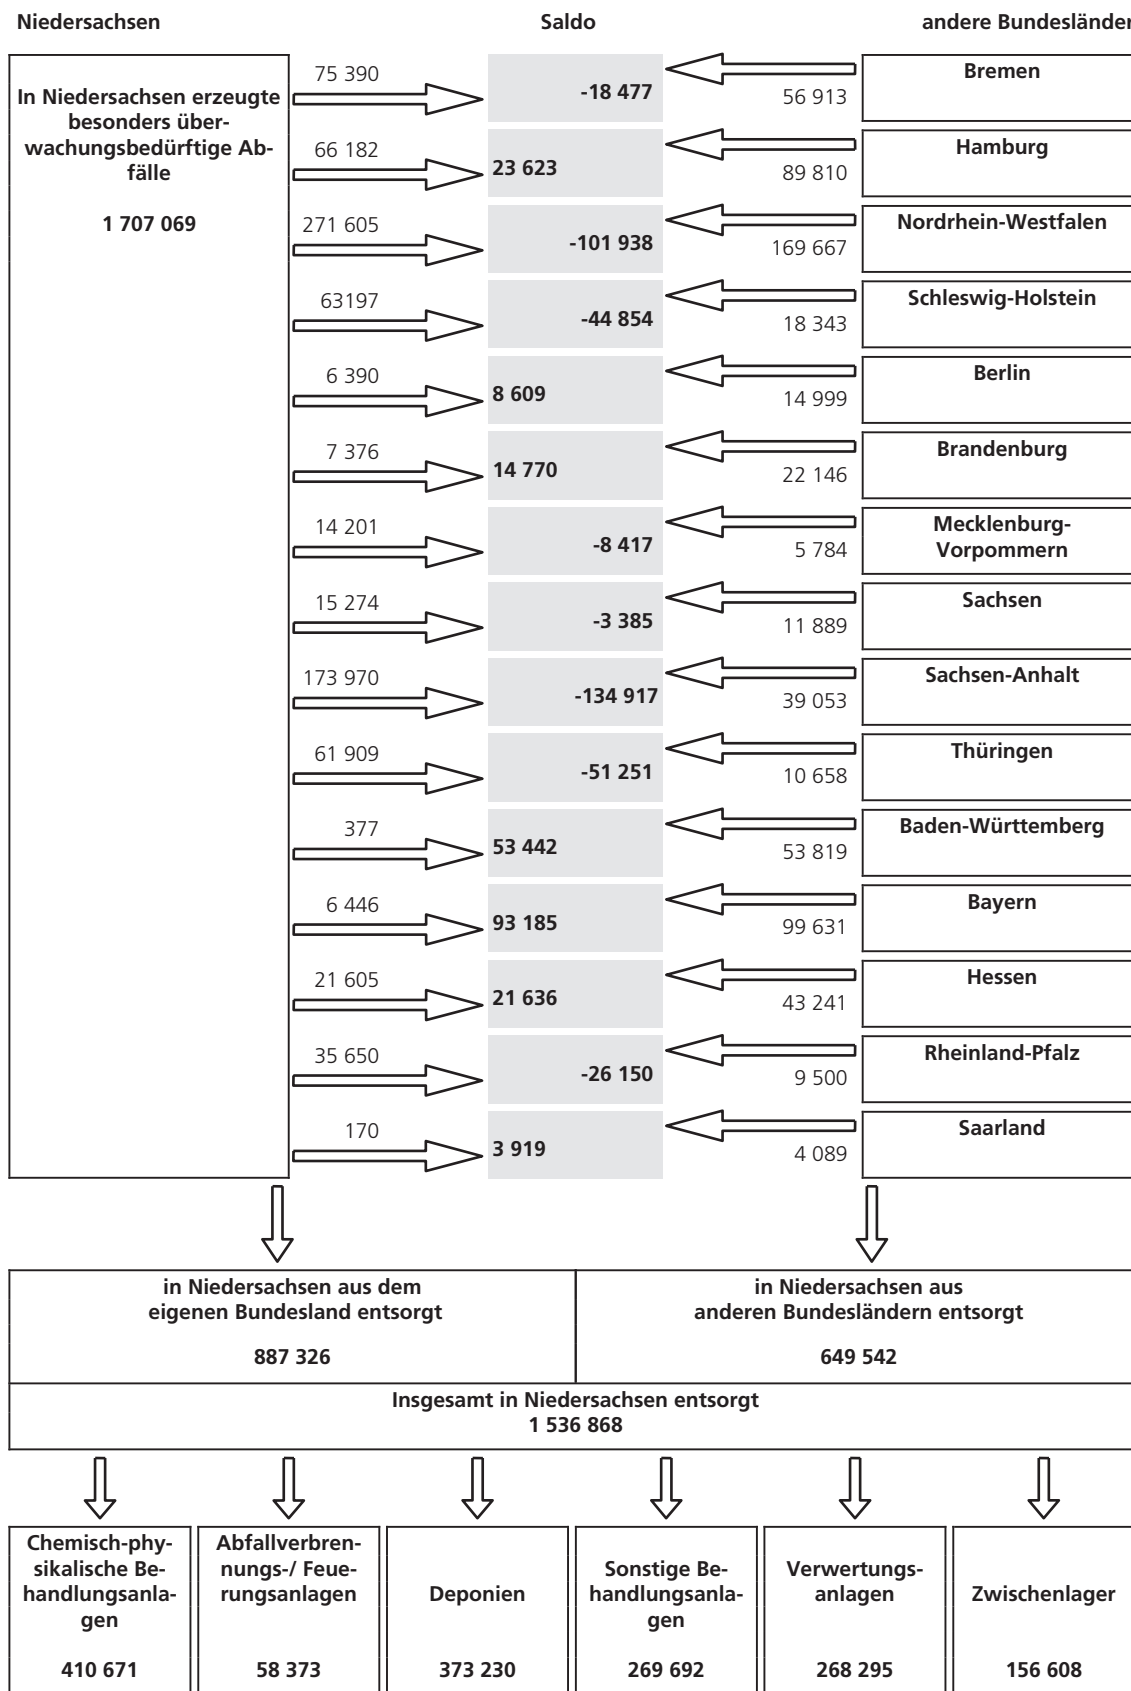 Niedersachsen Saldo andere Bundesländer
In Niedersachsen erzeugte
besonders über-
wachungsbedürftige Ab-
fälle
1 707 069
75 390 -18 477 56 913 Bremen
66 182 23 623 89 810 Hamburg
271 605 -101 938 169 667 Nordrhein-Westfalen
63197 -44 854 18 343 Schleswig-Holstein
6 390 8 609 14 999 Berlin
7 376 14 770 22 146 Brandenburg
14 201 -8 417 5 784 Mecklenburg-
Vorpommern
15 274 -3 385 11 889 Sachsen
173 970 -134 917 39 053 Sachsen-Anhalt
61 909 -51 251 10 658 Thüringen
377 53 442 53 819 Baden-Württemberg
6 446 93 185 99 631 Bayern
21 605 21 636 43 241 Hessen
35 650 -26 150 9 500 Rheinland-Pfalz
170 3 919 4 089 Saarland
in Niedersachsen aus dem
eigenen Bundesland entsorgt
887 326
in Niedersachsen aus
anderen Bundesländern entsorgt
649 542
Insgesamt in Niedersachsen entsorgt
1 536 868
Chemisch-phy-
sikalische Be-
handlungsanla-
gen
410 671
Abfallverbren-
nungs-/ Feue-
rungsanlagen
58 373
Deponien
373 230
Sonstige Be-
handlungsanla-
gen
269 692
Verwertungs-
anlagen
268 295
Zwischenlager
156 608